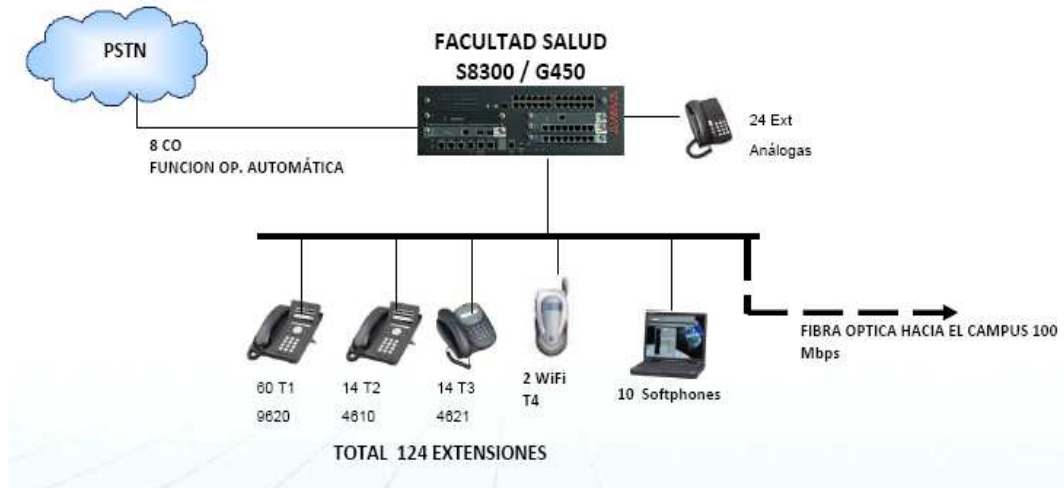 PSTN
FACULTAD SALUD
S8300 / G450
8 CO
FUNCION OP. AUTOMÁTICA
24 Ext
Análogas
60 T1
9620
14 T2
4610
14 T3
4621
2 WiFi
T4
10 Softphones
FIBRA OPTICA HACIA EL CAMPUS 100
Mbps
TOTAL 124 EXTENSIONES